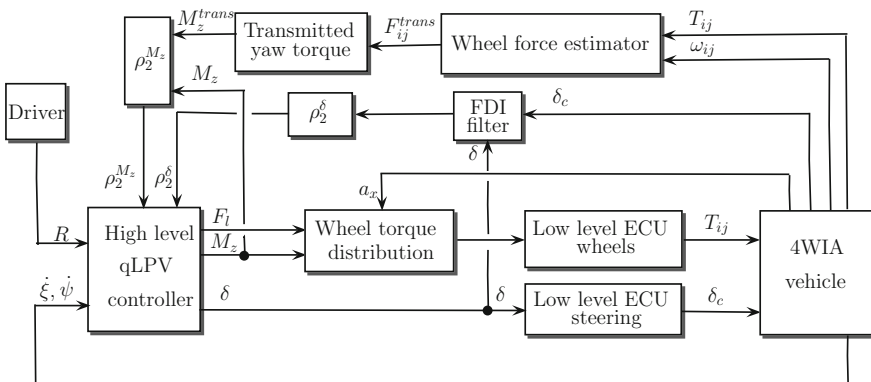 M_z^{trans}
Transmitted
yaw torque
F_{ij}^{trans}
Wheel force estimator
T_{ij}
ω_{ij}
ρ_2^{M_z}
M_z
Driver
ρ_2^δ
FDI
filter
δ_c
δ
ρ_2^{M_z}
ρ_2^δ
a_x
R
High level
qLPV
controller
F_l
M_z
Wheel torque
distribution
Low level ECU
wheels
T_{ij}
4WIA
vehicle
ξ̇, ψ̇
δ
δ
Low level ECU
steering
δ_c